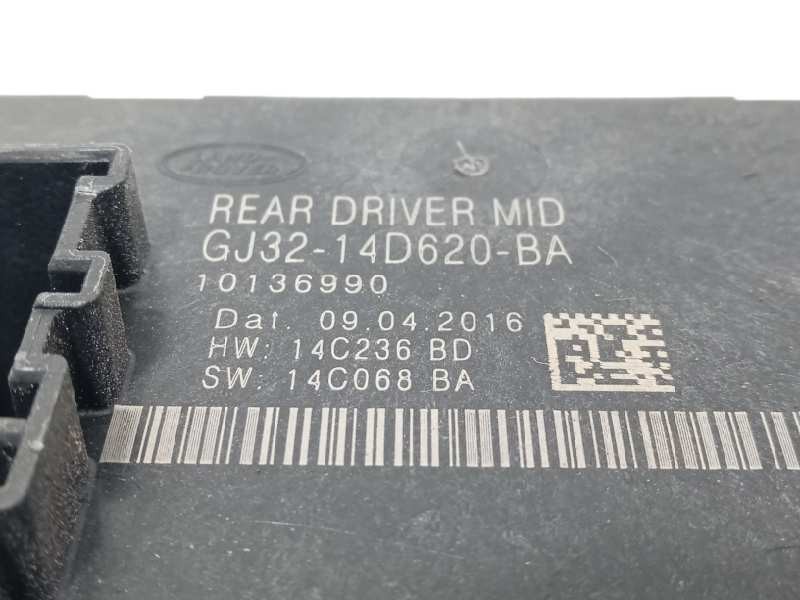 REAR DRIVER MID
GJ32-14D620-BA
10136990
Dat. 09.04.2016
HW: 14C236 BD
SW: 14C068 BA